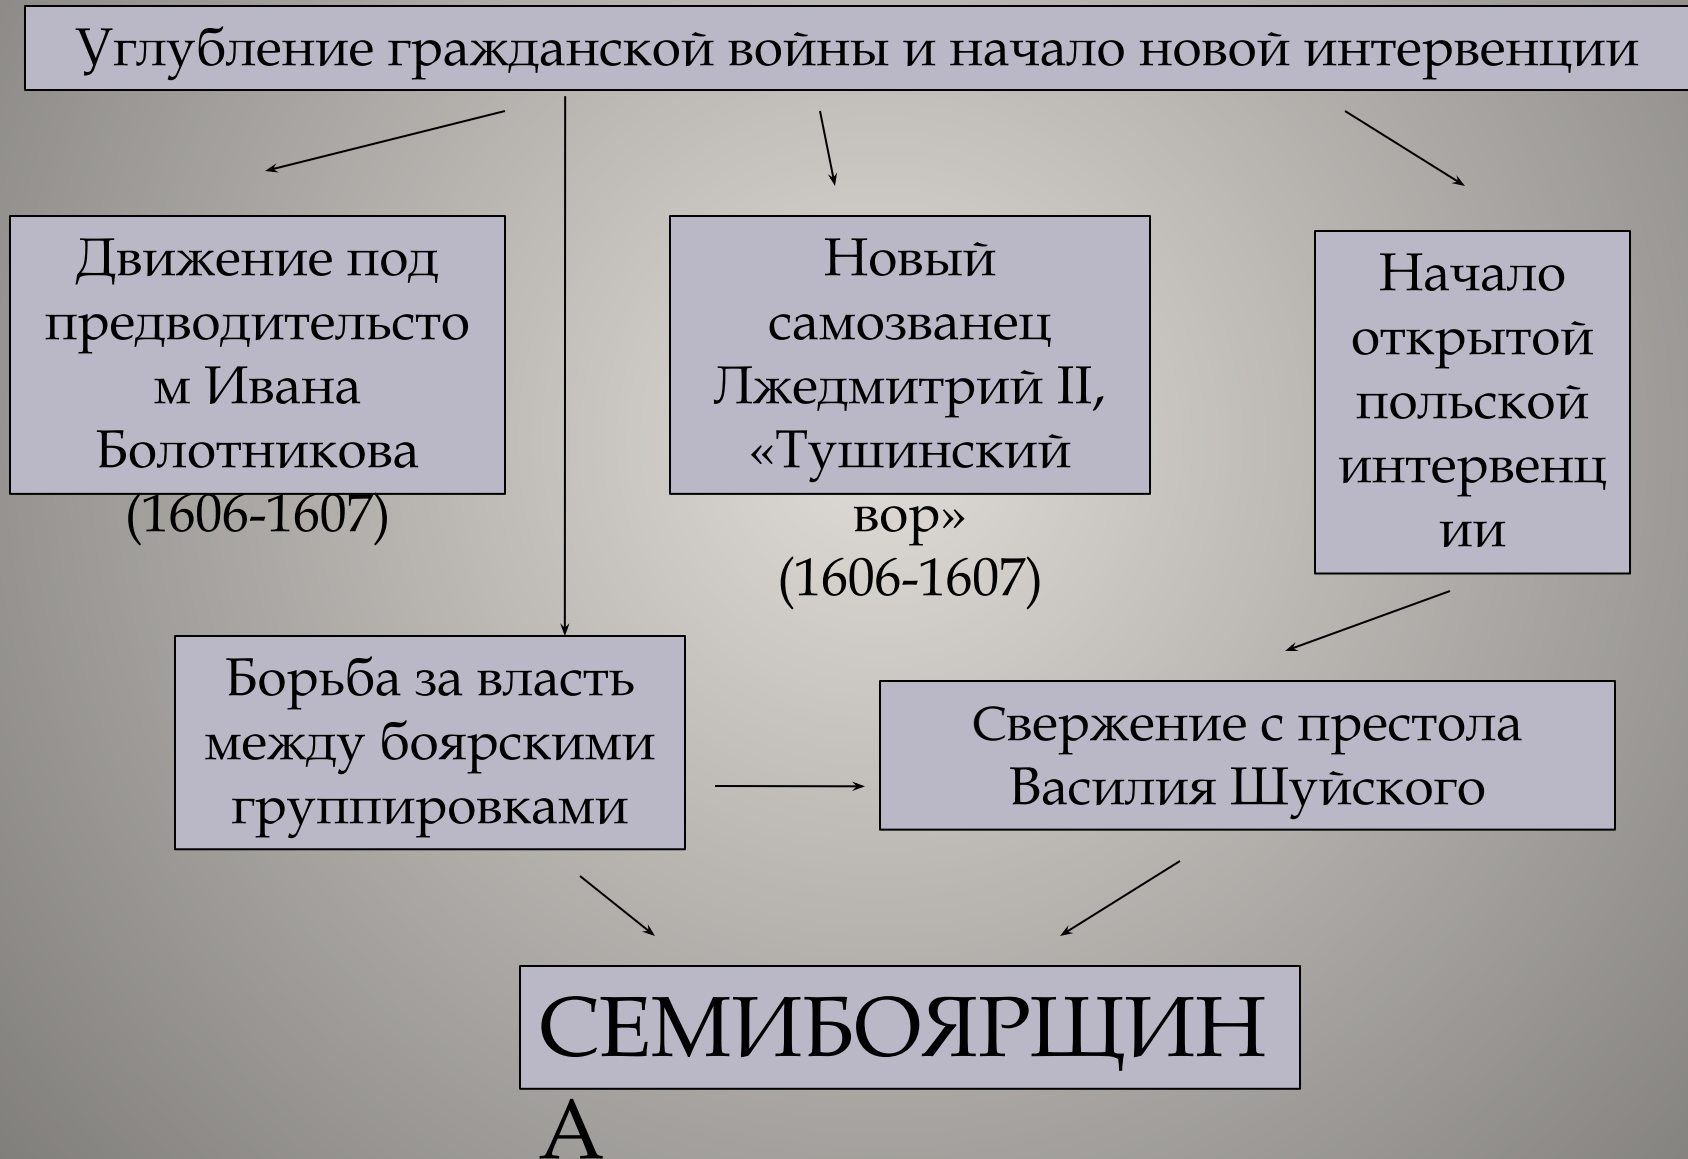 Углубление гражданской войны и начало новой интервенции
Движение под
предводительсто
м Ивана
Болотникова
(1606-1607)
Новый
самозванец
Лжедмитрий II,
«Тушинский
вор»
(1606-1607)
Начало
открытой
польской
интервенц
ии
Борьба за власть
между боярскими
группировками
Свержение с престола
Василия Шуйского
СЕМИБОЯРЩИН
А